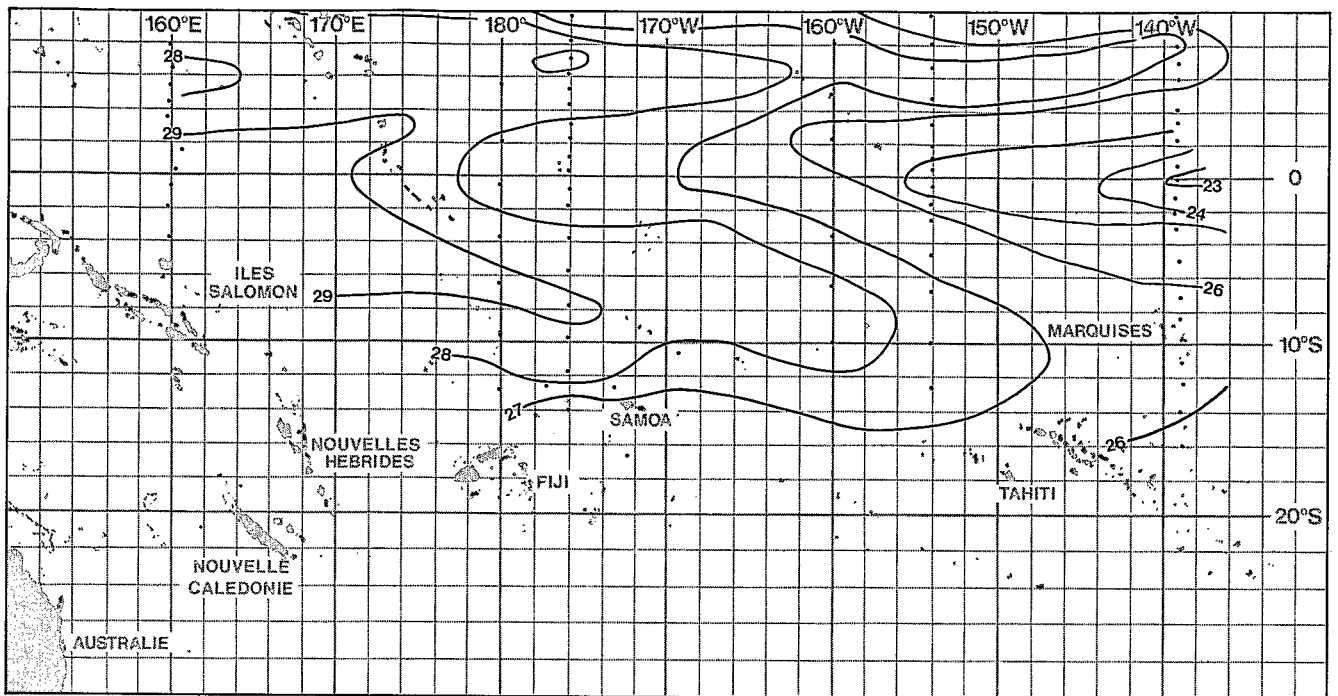 160°E 170°E 180° 170°W 160°W 150°W 140°W
28
29
0
23
24
ILES
SALOMON
29
26
MARQUISES
28
10°S
27
SAMOA
26
NOUVELLES
HEBRIDES
FIJI
TAHITI
20°S
NOUVELLE
CALEDONIE
AUSTRALIE